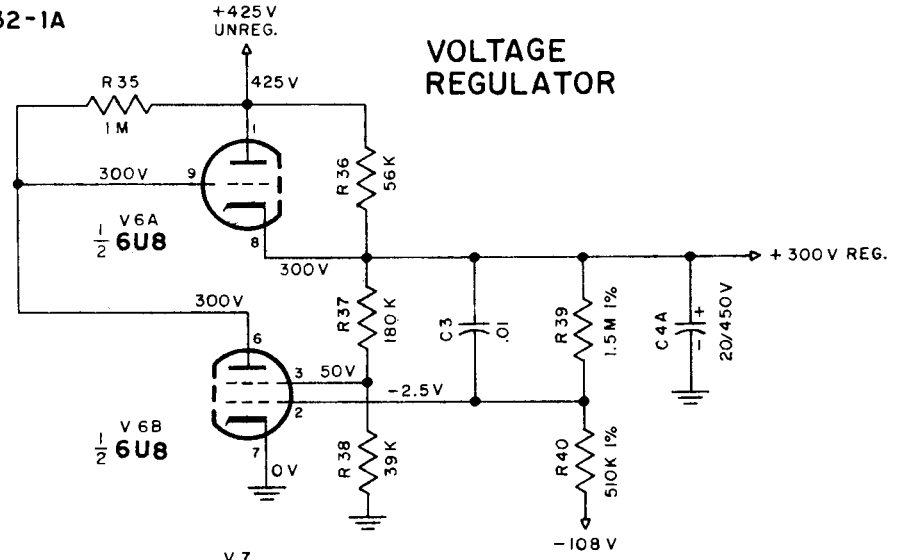 32-1A
+425V
UNREG.
VOLTAGE
REGULATOR
425V
R35
1M
1
R36
56K
300V
9
V6A
1/2 6U8
8
300V
+300V REG.
300V
R37
180K
C3
.01
R39
1.5M 1%
C4A
+
-
20/450V
6
3
50V
-2.5V
2
V6B
1/2 6U8
7
0V
R38
39K
R40
510K 1%
-108V
V7